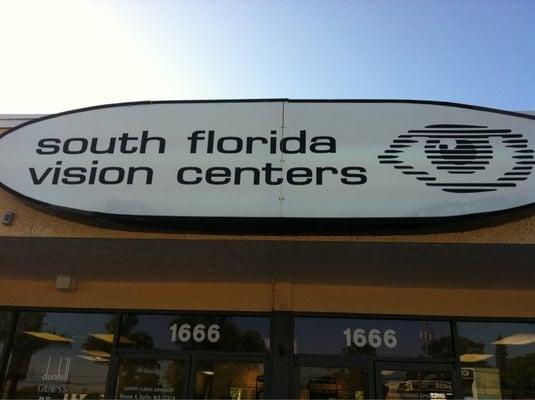 south florida
vision centers
1666
1666
dunhill
GUESS